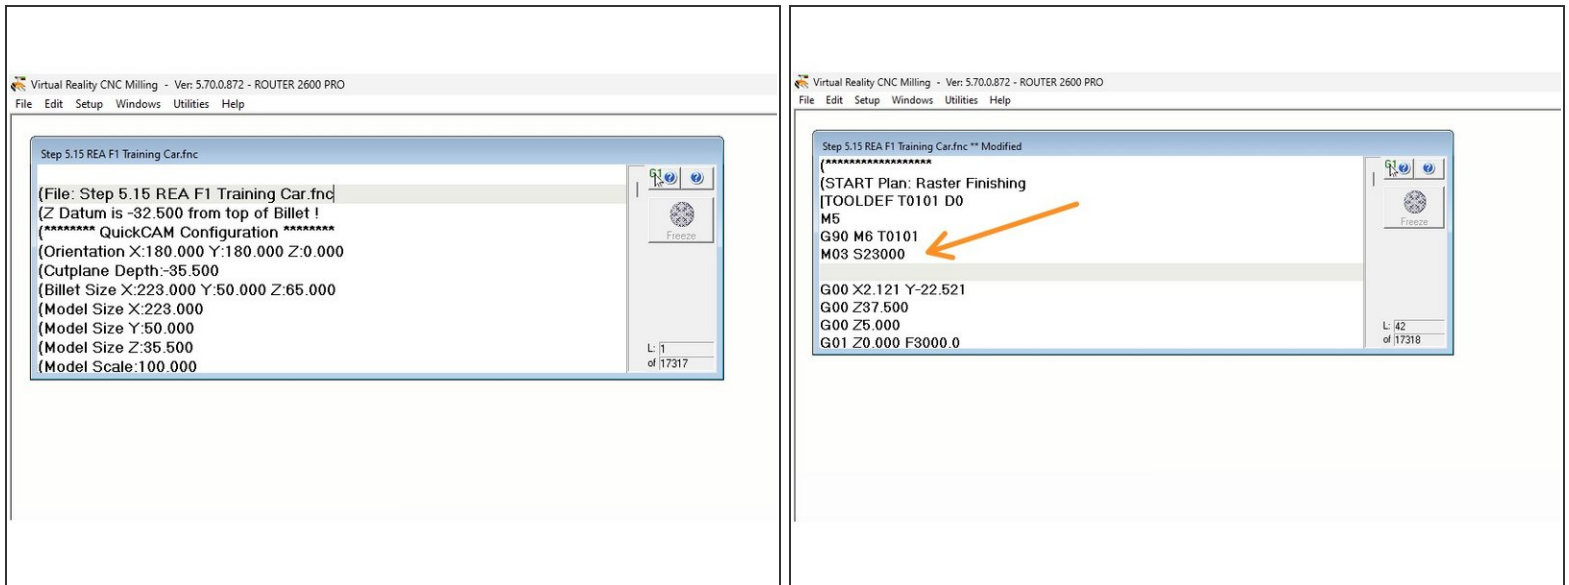 Virtual Reality CNC Milling - Ver: 5.70.0.872 - ROUTER 2600 PRO
File Edit Setup Windows Utilities Help
Step 5.15 REA F1 Training Car.fnc
(File: Step 5.15 REA F1 Training Car.fnc
(Z Datum is -32.500 from top of Billet !
(******** QuickCAM Configuration ********
(Orientation X:180.000 Y:180.000 Z:0.000
(Cutplane Depth:-35.500
(Billet Size X:223.000 Y:50.000 Z:65.000
(Model Size X:223.000
(Model Size Y:50.000
(Model Size Z:35.500
(Model Scale:100.000
G1
Freeze
L: 1
of 17317
Virtual Reality CNC Milling - Ver: 5.70.0.872 - ROUTER 2600 PRO
File Edit Setup Windows Utilities Help
Step 5.15 REA F1 Training Car.fnc ** Modified
(******************
(START Plan: Raster Finishing
[TOOLDEF T0101 D0
M5
G90 M6 T0101
M03 S23000
G00 X2.121 Y-22.521
G00 Z37.500
G00 Z5.000
G01 Z0.000 F3000.0
G1
Freeze
L: 42
of 17318